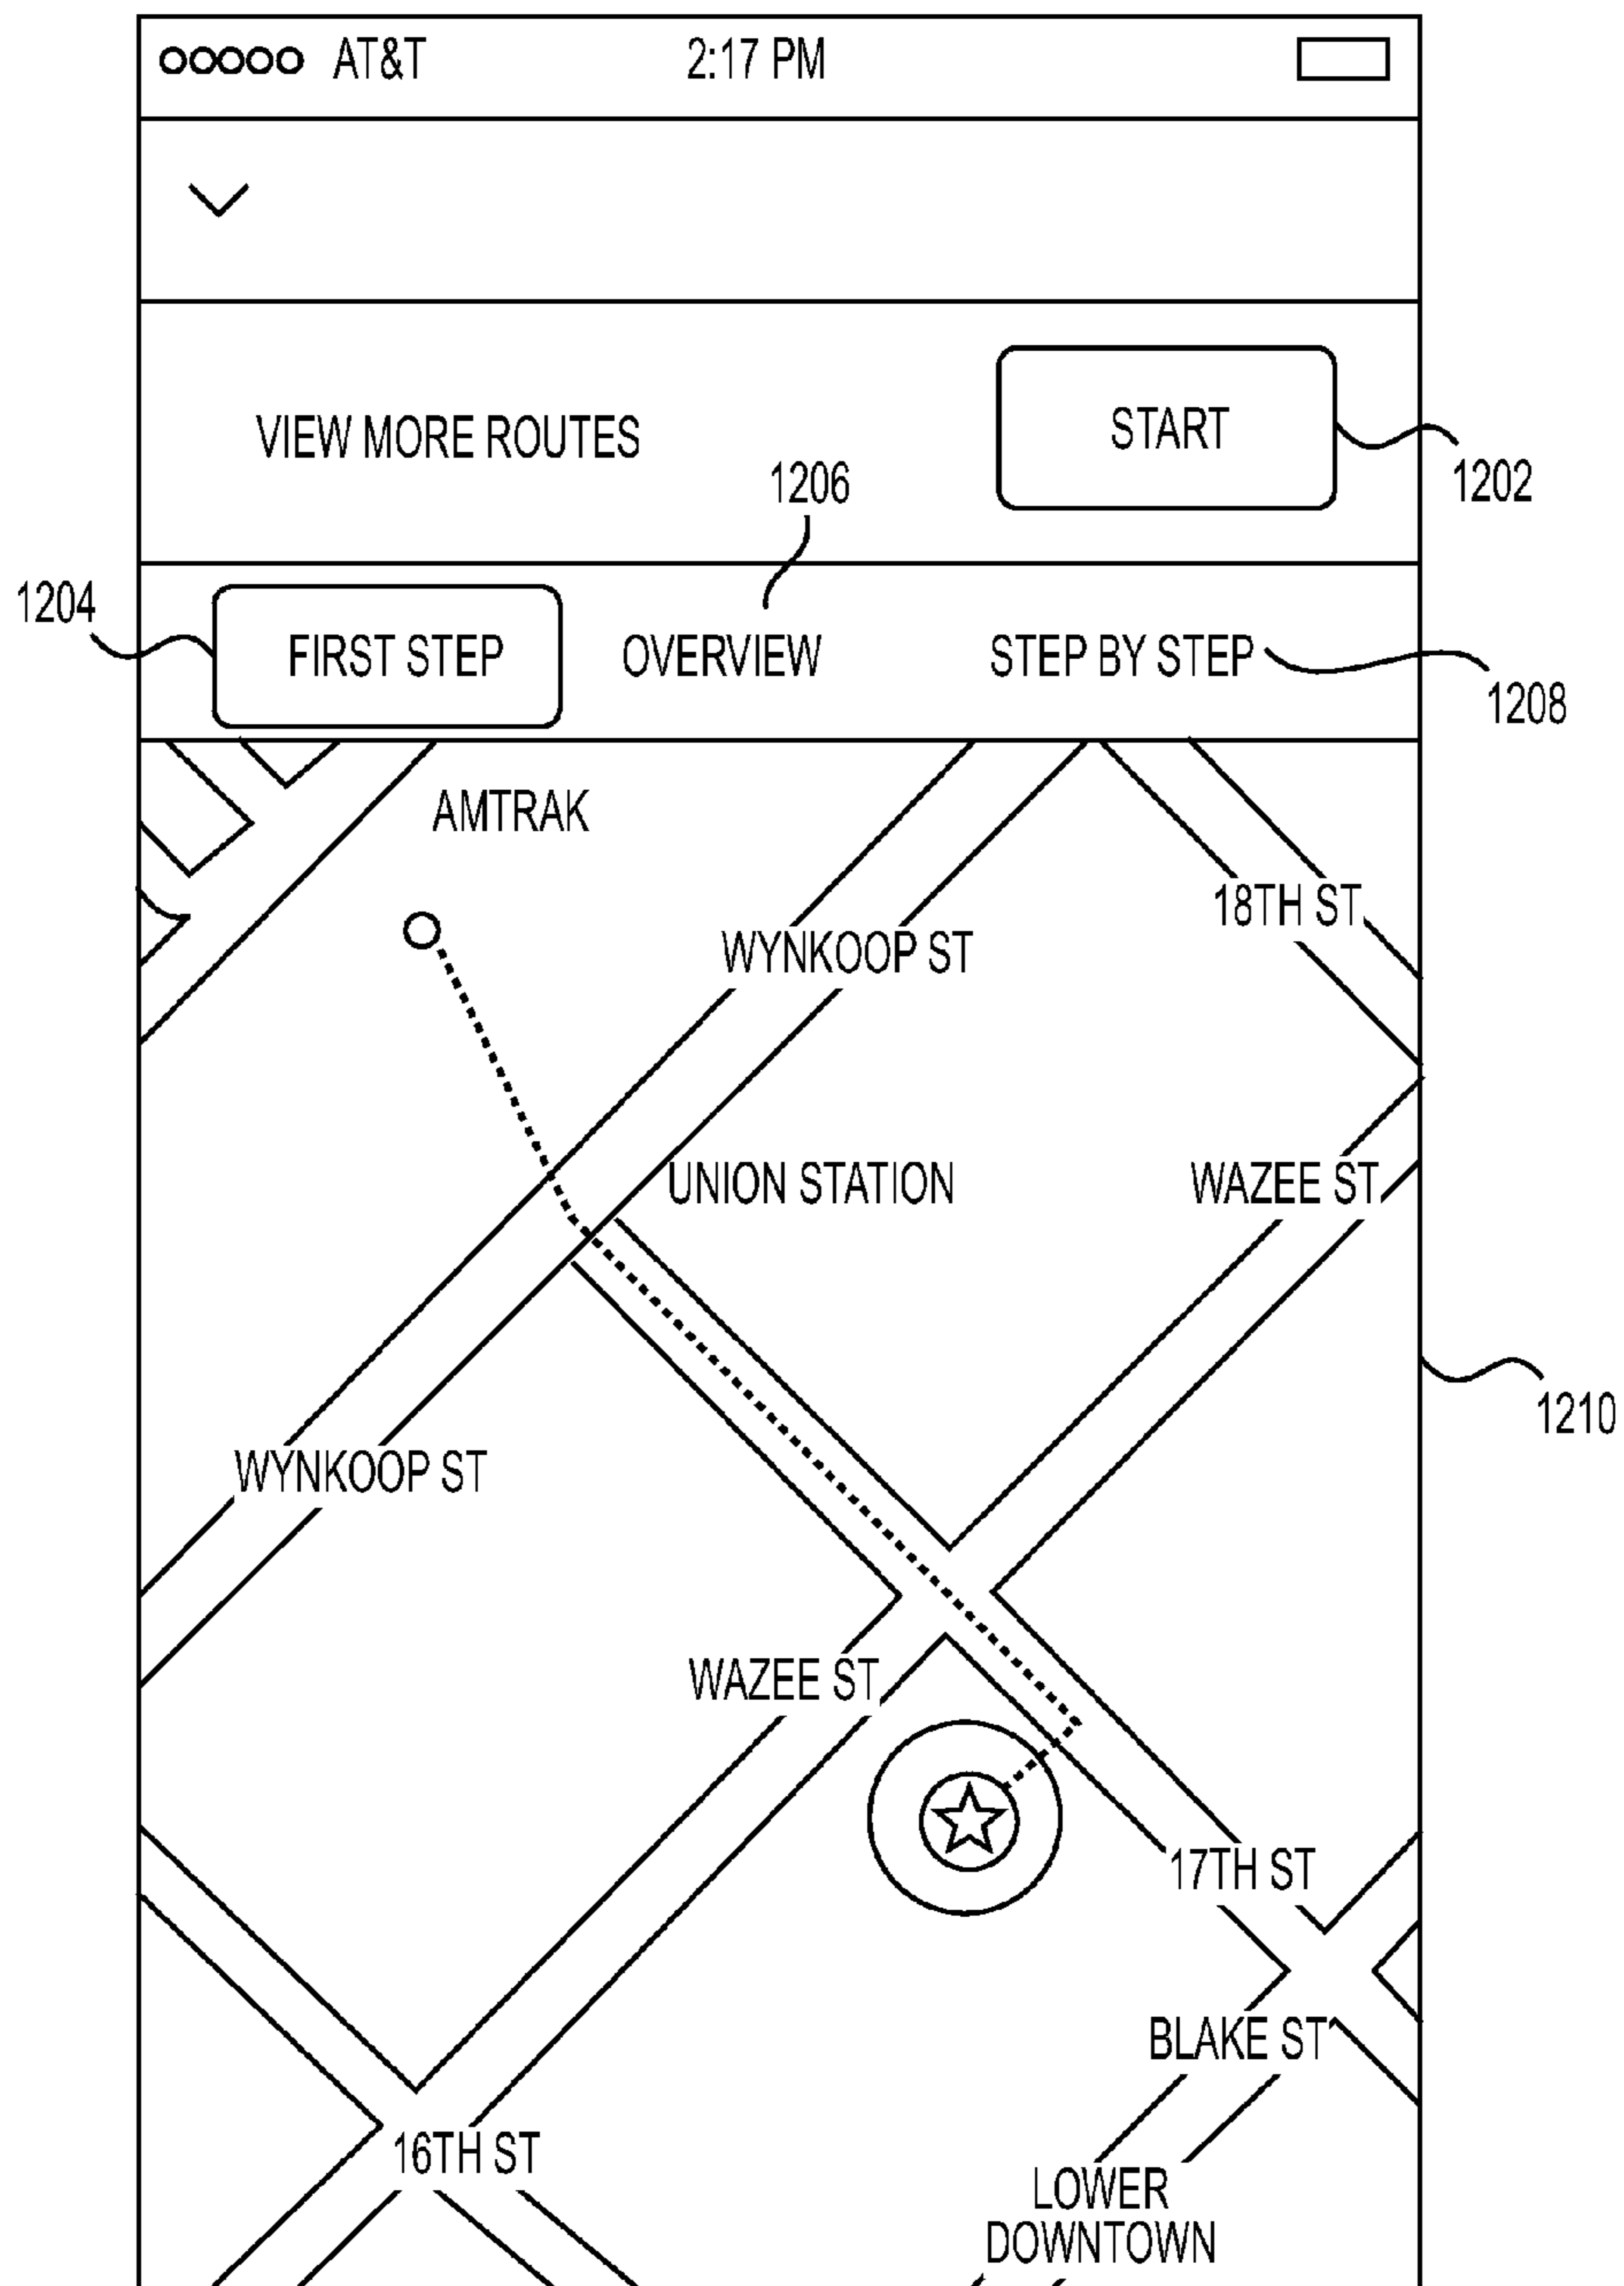 AT&T 2:17 PM
VIEW MORE ROUTES
START
1202
1206
1204
FIRST STEP
OVERVIEW
STEP BY STEP
1208
AMTRAK
18TH ST
WYNKOOP ST
UNION STATION
WAZEE ST
1210
WYNKOOP ST
WAZEE ST
17TH ST
BLAKE ST
16TH ST
LOWER
DOWNTOWN